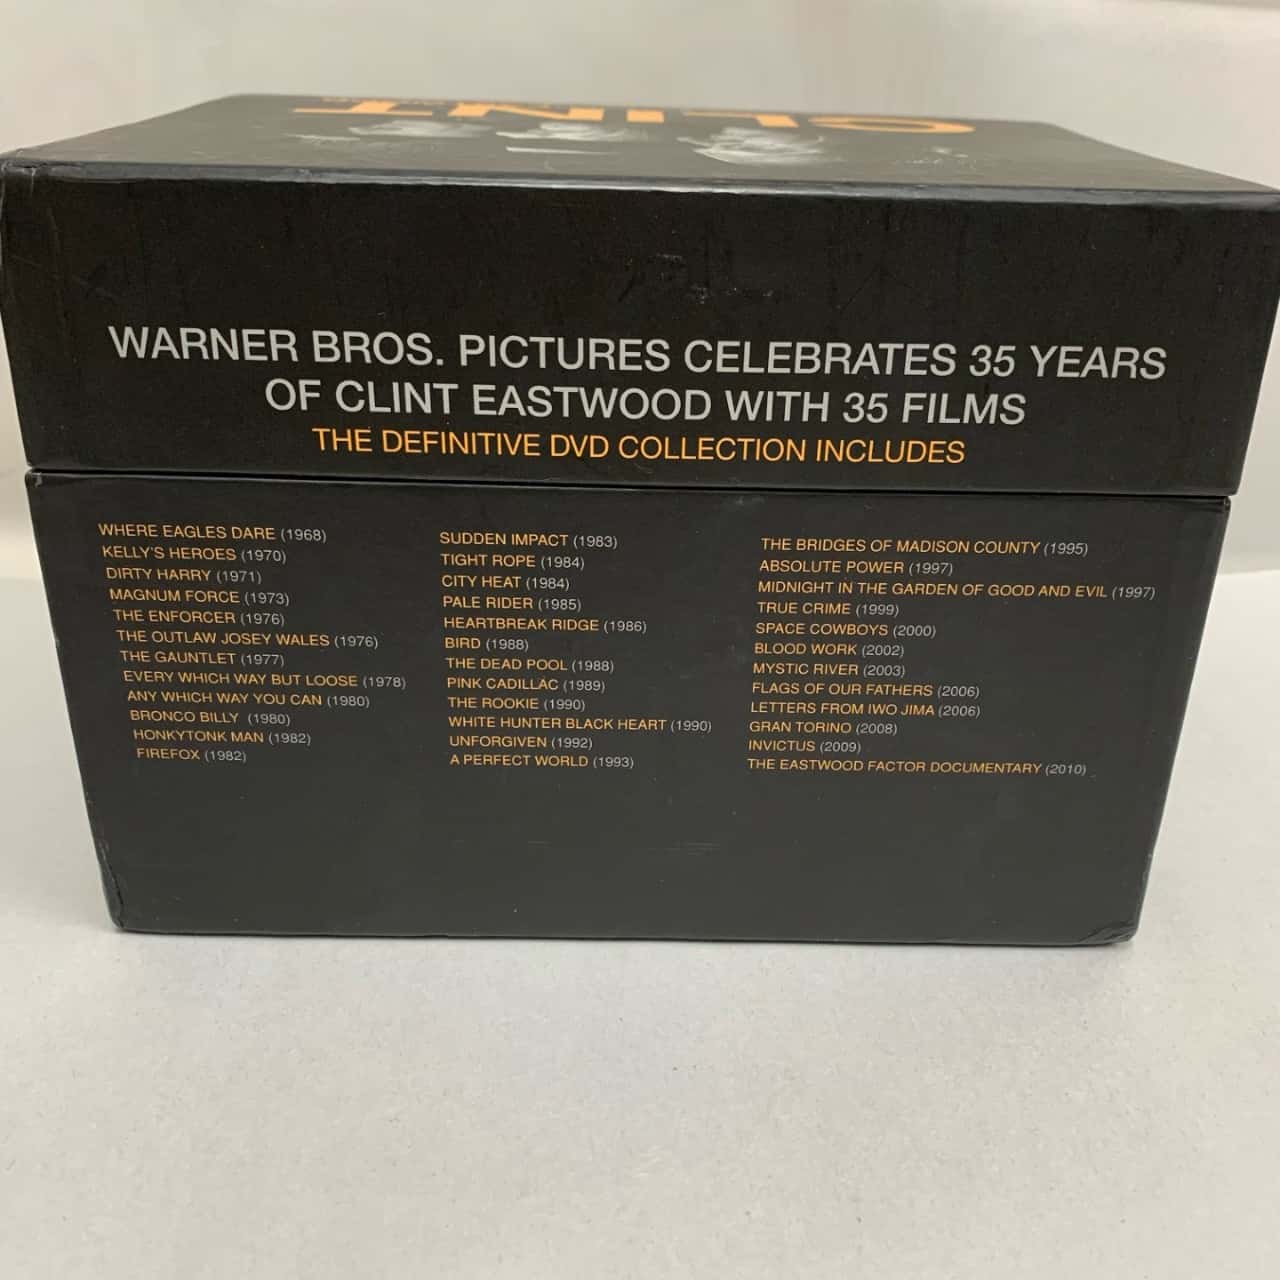 CLINT
WARNER BROS. PICTURES CELEBRATES 35 YEARS
OF CLINT EASTWOOD WITH 35 FILMS
THE DEFINITIVE DVD COLLECTION INCLUDES
WHERE EAGLES DARE (1968)
KELLY'S HEROES (1970)
DIRTY HARRY (1971)
MAGNUM FORCE (1973)
THE ENFORCER (1976)
THE OUTLAW JOSEY WALES (1976)
THE GAUNTLET (1977)
EVERY WHICH WAY BUT LOOSE (1978)
ANY WHICH WAY YOU CAN (1980)
BRONCO BILLY (1980)
HONKYTONK MAN (1982)
FIREFOX (1982)
SUDDEN IMPACT (1983)
TIGHT ROPE (1984)
CITY HEAT (1984)
PALE RIDER (1985)
HEARTBREAK RIDGE (1986)
BIRD (1988)
THE DEAD POOL (1988)
PINK CADILLAC (1989)
THE ROOKIE (1990)
WHITE HUNTER BLACK HEART (1990)
UNFORGIVEN (1992)
A PERFECT WORLD (1993)
THE BRIDGES OF MADISON COUNTY (1995)
ABSOLUTE POWER (1997)
MIDNIGHT IN THE GARDEN OF GOOD AND EVIL (1997)
TRUE CRIME (1999)
SPACE COWBOYS (2000)
BLOOD WORK (2002)
MYSTIC RIVER (2003)
FLAGS OF OUR FATHERS (2006)
LETTERS FROM IWO JIMA (2006)
GRAN TORINO (2008)
INVICTUS (2009)
THE EASTWOOD FACTOR DOCUMENTARY (2010)